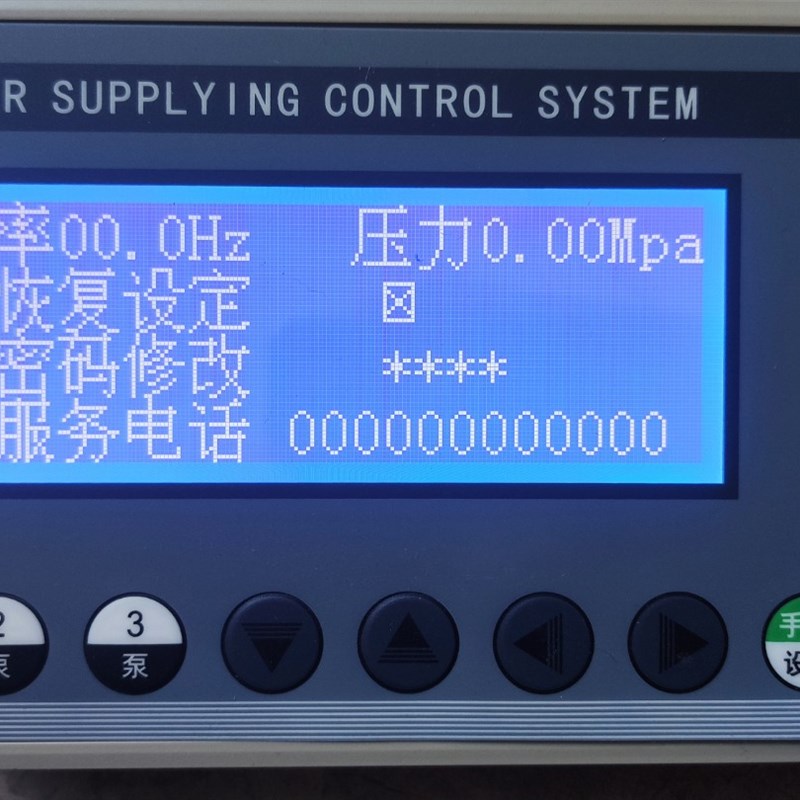 R SUPPLYING CONTROL SYSTEM
率00.0Hz 压力0.00Mpa
恢复设定 ☒
密码修改 ****
服务电话 000000000000
2 3
泵 泵 手
设